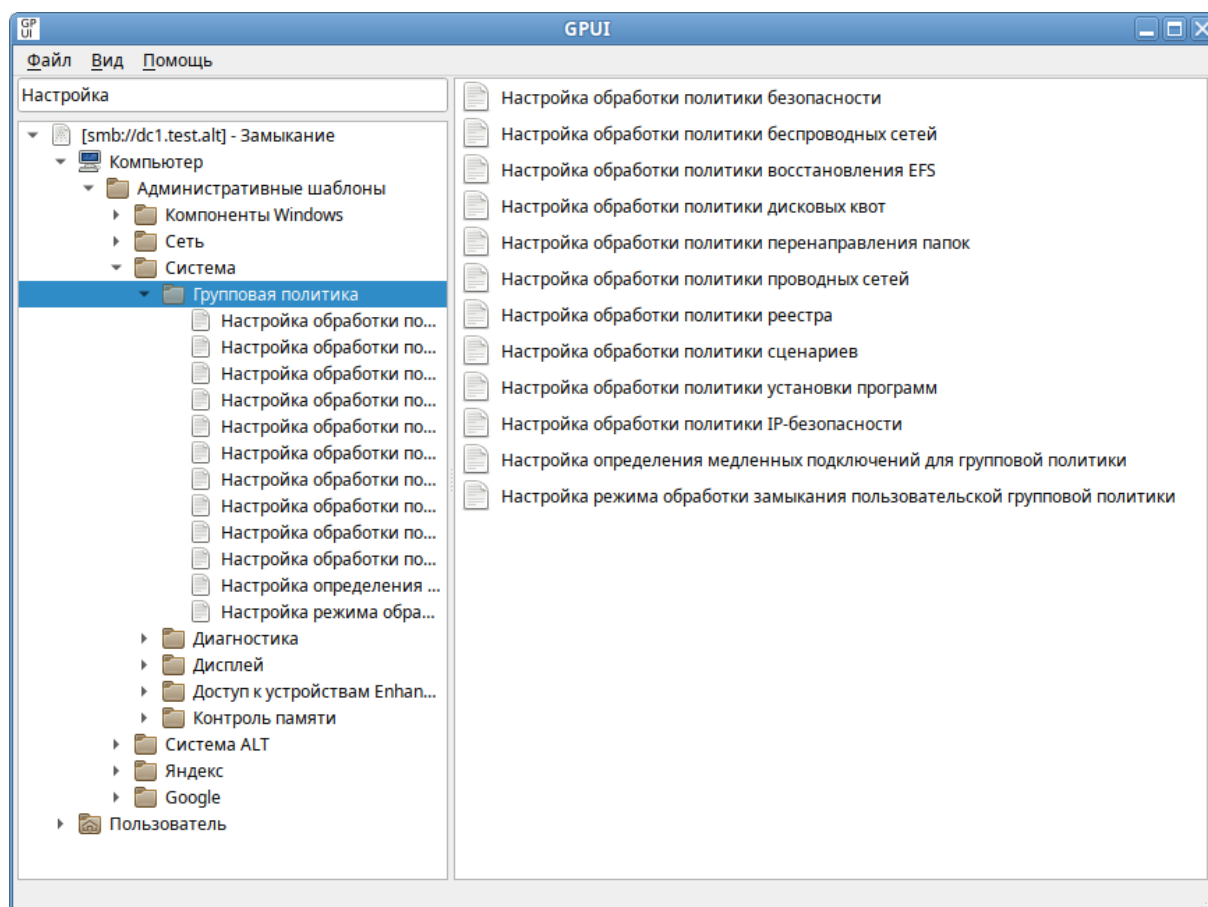 GP
UI
GPUI
Файл Вид Помощь
Настройка
[smb://dc1.test.alt] - Замыкание
Компьютер
Административные шаблоны
Компоненты Windows
Сеть
Система
Групповая политика
Настройка обработки по...
Настройка обработки по...
Настройка обработки по...
Настройка обработки по...
Настройка обработки по...
Настройка обработки по...
Настройка обработки по...
Настройка обработки по...
Настройка обработки по...
Настройка обработки по...
Настройка определения ...
Настройка режима обра...
Диагностика
Дисплей
Доступ к устройствам Enhan...
Контроль памяти
Система ALT
Яндекс
Google
Пользователь
Настройка обработки политики безопасности
Настройка обработки политики беспроводных сетей
Настройка обработки политики восстановления EFS
Настройка обработки политики дисковых квот
Настройка обработки политики перенаправления папок
Настройка обработки политики проводных сетей
Настройка обработки политики реестра
Настройка обработки политики сценариев
Настройка обработки политики установки программ
Настройка обработки политики IP-безопасности
Настройка определения медленных подключений для групповой политики
Настройка режима обработки замыкания пользовательской групповой политики